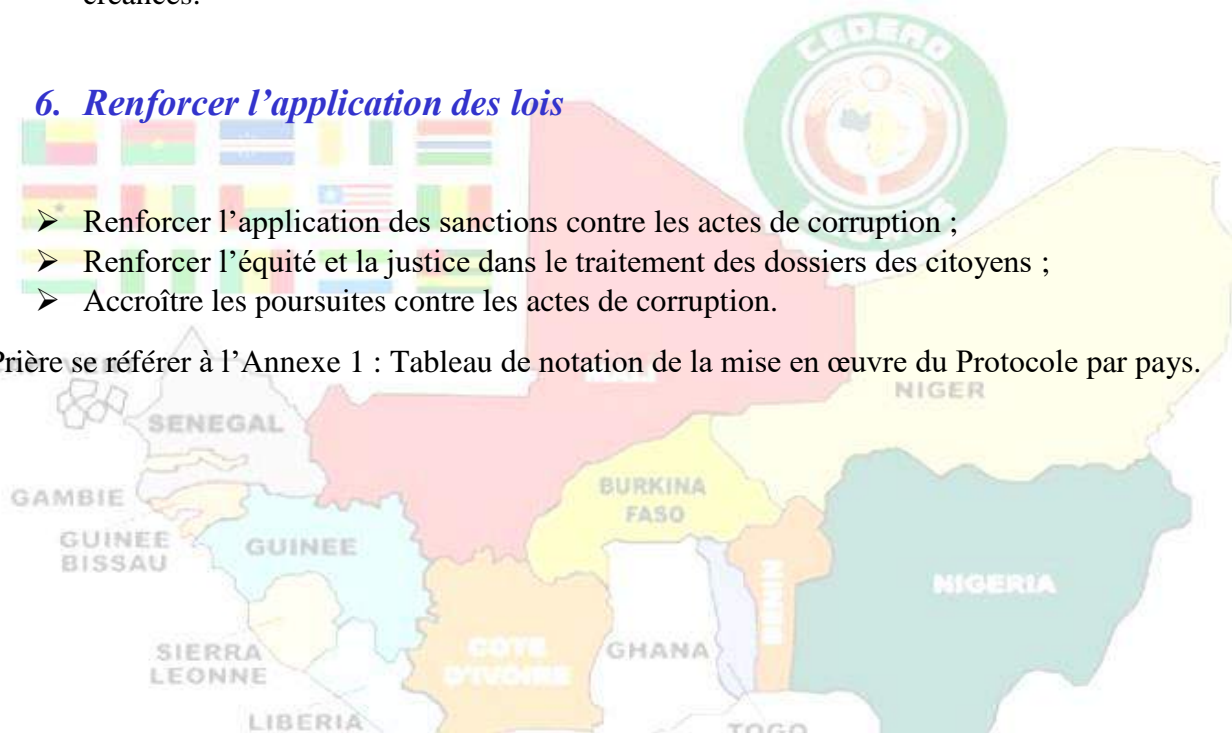 créances.
6. Renforcer l’application des lois
CEDEAO
➢ Renforcer l’application des sanctions contre les actes de corruption ;
➢ Renforcer l’équité et la justice dans le traitement des dossiers des citoyens ;
➢ Accroître les poursuites contre les actes de corruption.
Prière se référer à l’Annexe 1 : Tableau de notation de la mise en œuvre du Protocole par pays.
NIGER
SENEGAL
BURKINA
FASO
GAMBIE
GUINEE
BISSAU
GUINEE
NIGERIA
BENIN
SIERRA
LEONNE
COTE
D'IVOIRE
GHANA
LIBERIA
TOGO